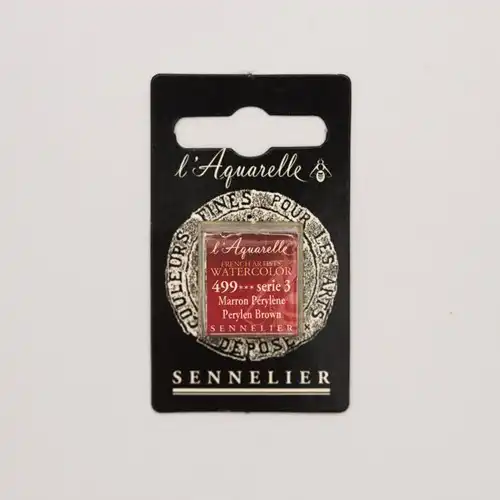 l'Aquarelle
COULEURS FINES POUR LES ARTS
l'Aquarelle
FRENCH ARTISTS'
WATERCOLOR
499*** serie 3
Marron Pérylène
Perylen Brown
SENNELIER
DEPOSE
SENNELIER